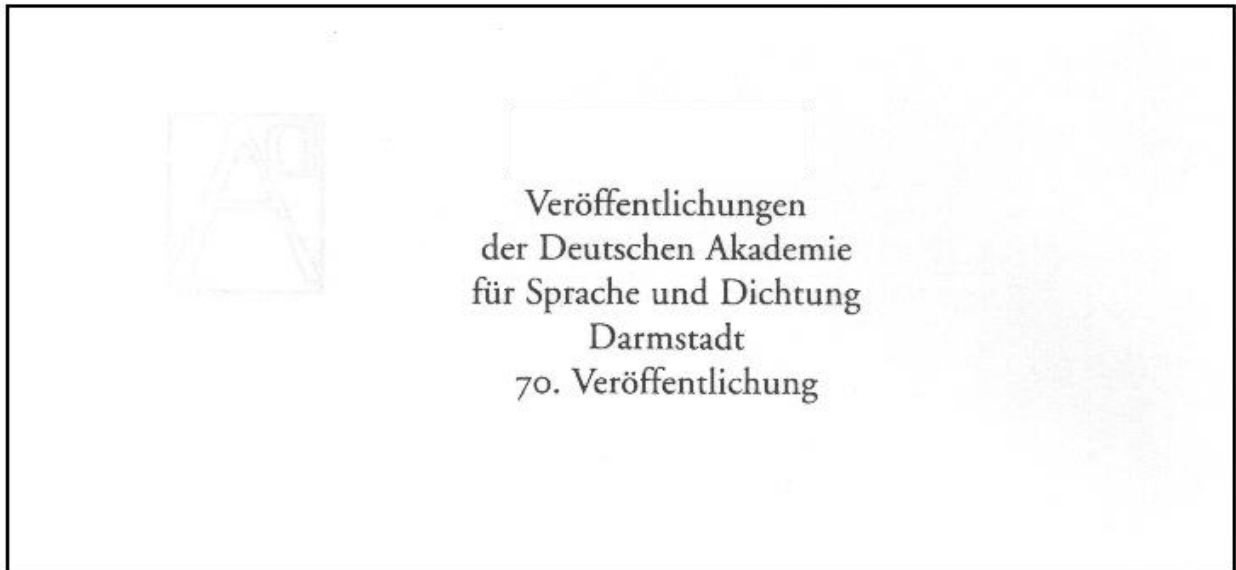 Veröffentlichungen
der Deutschen Akademie
für Sprache und Dichtung
Darmstadt
70. Veröffentlichung